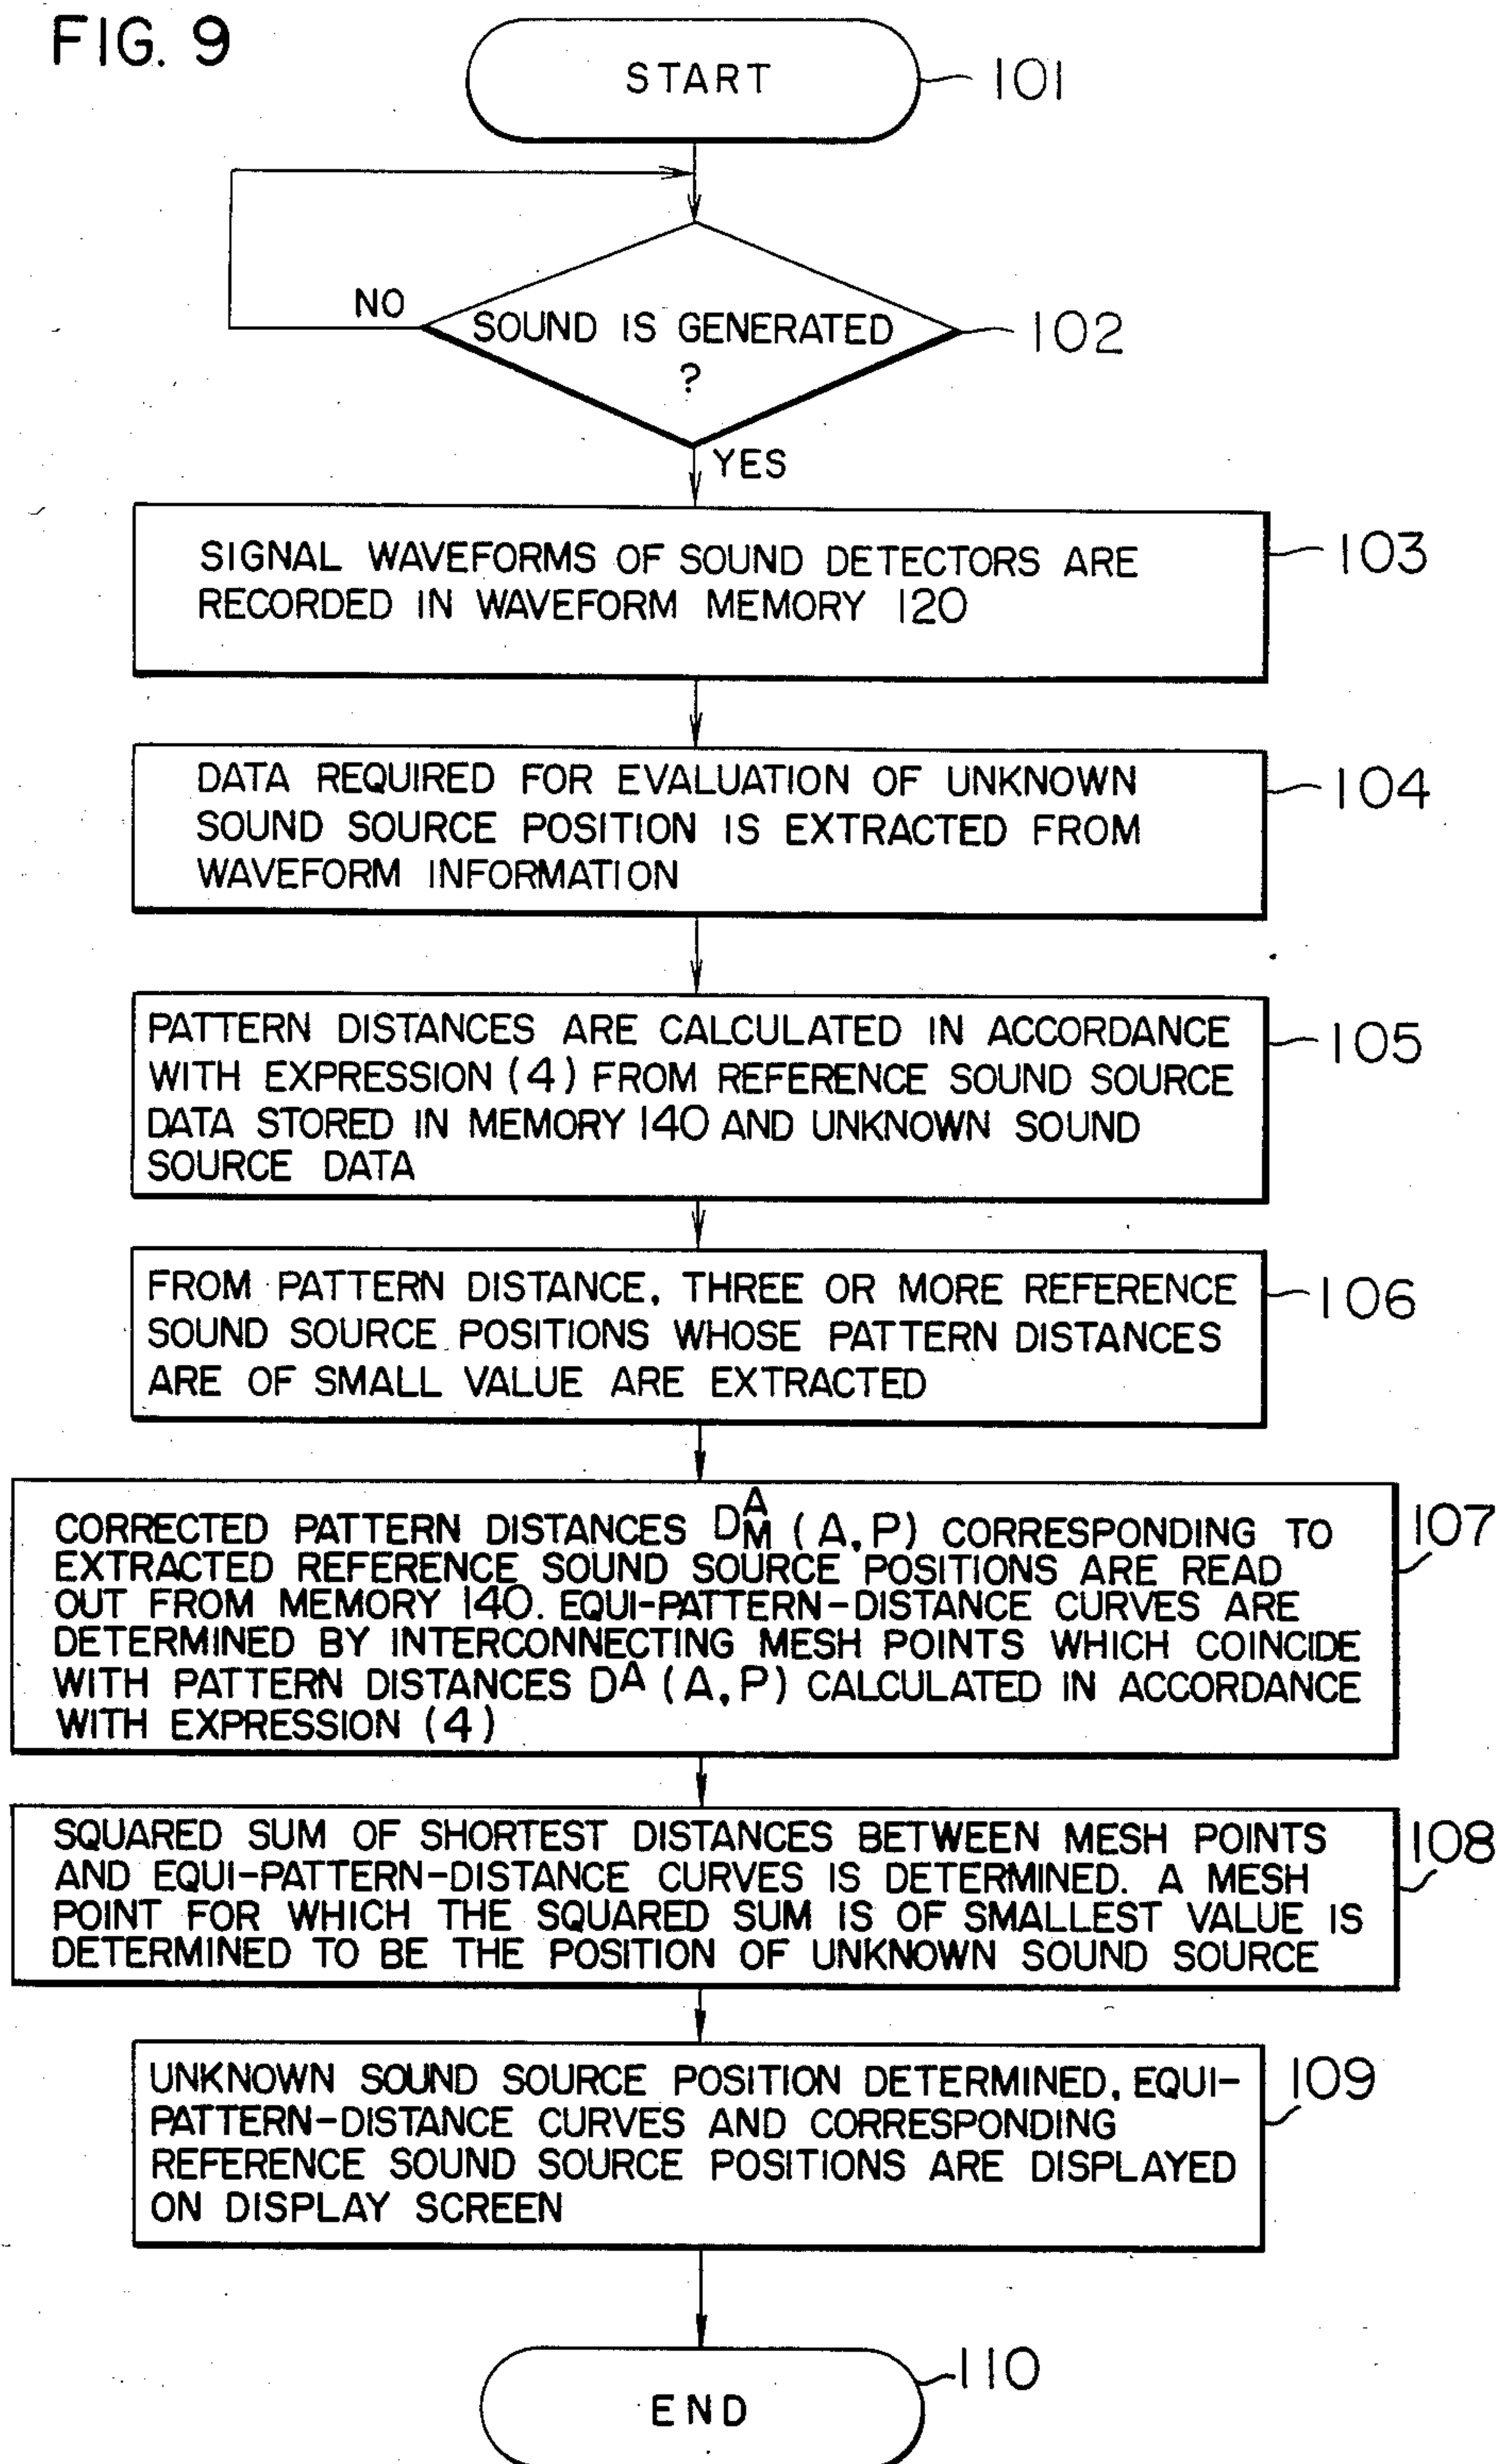 FIG. 9
START
101
NO
SOUND IS GENERATED
?
102
YES
SIGNAL WAVEFORMS OF SOUND DETECTORS ARE
RECORDED IN WAVEFORM MEMORY 120
103
DATA REQUIRED FOR EVALUATION OF UNKNOWN
SOUND SOURCE POSITION IS EXTRACTED FROM
WAVEFORM INFORMATION
104
PATTERN DISTANCES ARE CALCULATED IN ACCORDANCE
WITH EXPRESSION (4) FROM REFERENCE SOUND SOURCE
DATA STORED IN MEMORY 140 AND UNKNOWN SOUND
SOURCE DATA
105
FROM PATTERN DISTANCE, THREE OR MORE REFERENCE
SOUND SOURCE POSITIONS WHOSE PATTERN DISTANCES
ARE OF SMALL VALUE ARE EXTRACTED
106
CORRECTED PATTERN DISTANCES D^A_M (A,P) CORRESPONDING TO
EXTRACTED REFERENCE SOUND SOURCE POSITIONS ARE READ
OUT FROM MEMORY 140. EQUI-PATTERN-DISTANCE CURVES ARE
DETERMINED BY INTERCONNECTING MESH POINTS WHICH COINCIDE
WITH PATTERN DISTANCES D^A (A,P) CALCULATED IN ACCORDANCE
WITH EXPRESSION (4)
107
SQUARED SUM OF SHORTEST DISTANCES BETWEEN MESH POINTS
AND EQUI-PATTERN-DISTANCE CURVES IS DETERMINED. A MESH
POINT FOR WHICH THE SQUARED SUM IS OF SMALLEST VALUE IS
DETERMINED TO BE THE POSITION OF UNKNOWN SOUND SOURCE
108
UNKNOWN SOUND SOURCE POSITION DETERMINED, EQUI-
PATTERN-DISTANCE CURVES AND CORRESPONDING
REFERENCE SOUND SOURCE POSITIONS ARE DISPLAYED
ON DISPLAY SCREEN
109
END
110